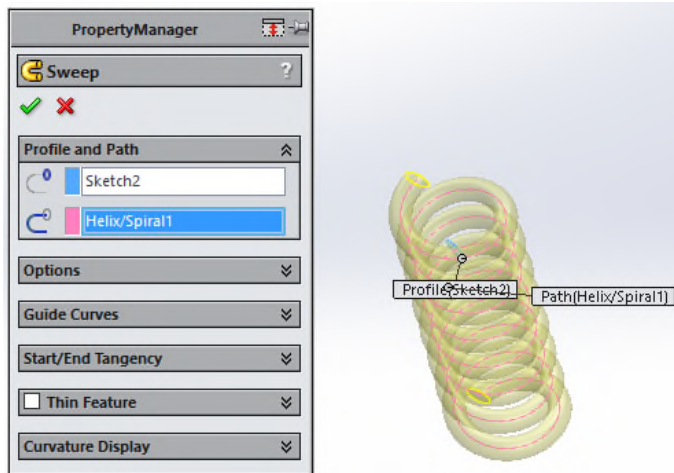 PropertyManager
Sweep
?
Profile and Path
Sketch2
Helix/Spiral1
Options
Guide Curves
Start/End Tangency
Thin Feature
Curvature Display
Profile(Sketch2)
Path(Helix/Spiral1)